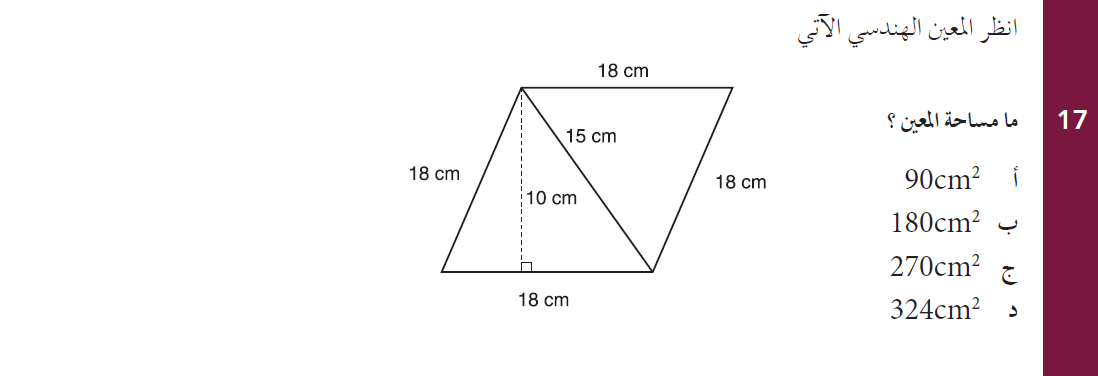 انظر المعين الهندسي الآتي
17
ما مساحة المعين ؟
أ 90cm²
ب 180cm²
ج 270cm²
د 324cm²
18 cm
15 cm
18 cm
18 cm
10 cm
18 cm